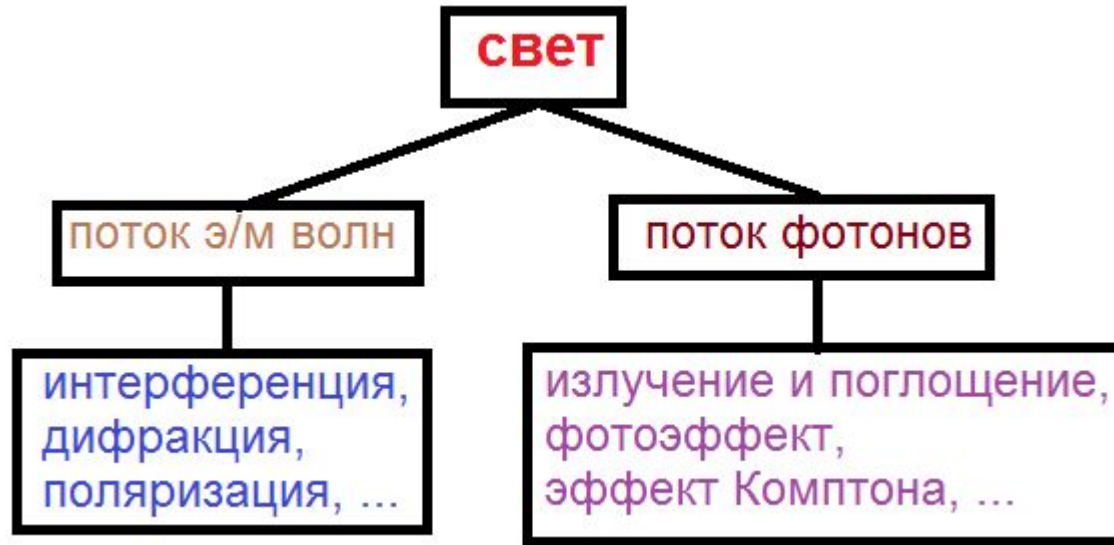 свет
поток э/м волн
поток фотонов
интерференция,
дифракция,
поляризация, ...
излучение и поглощение,
фотоэффект,
эффект Комптона, ...